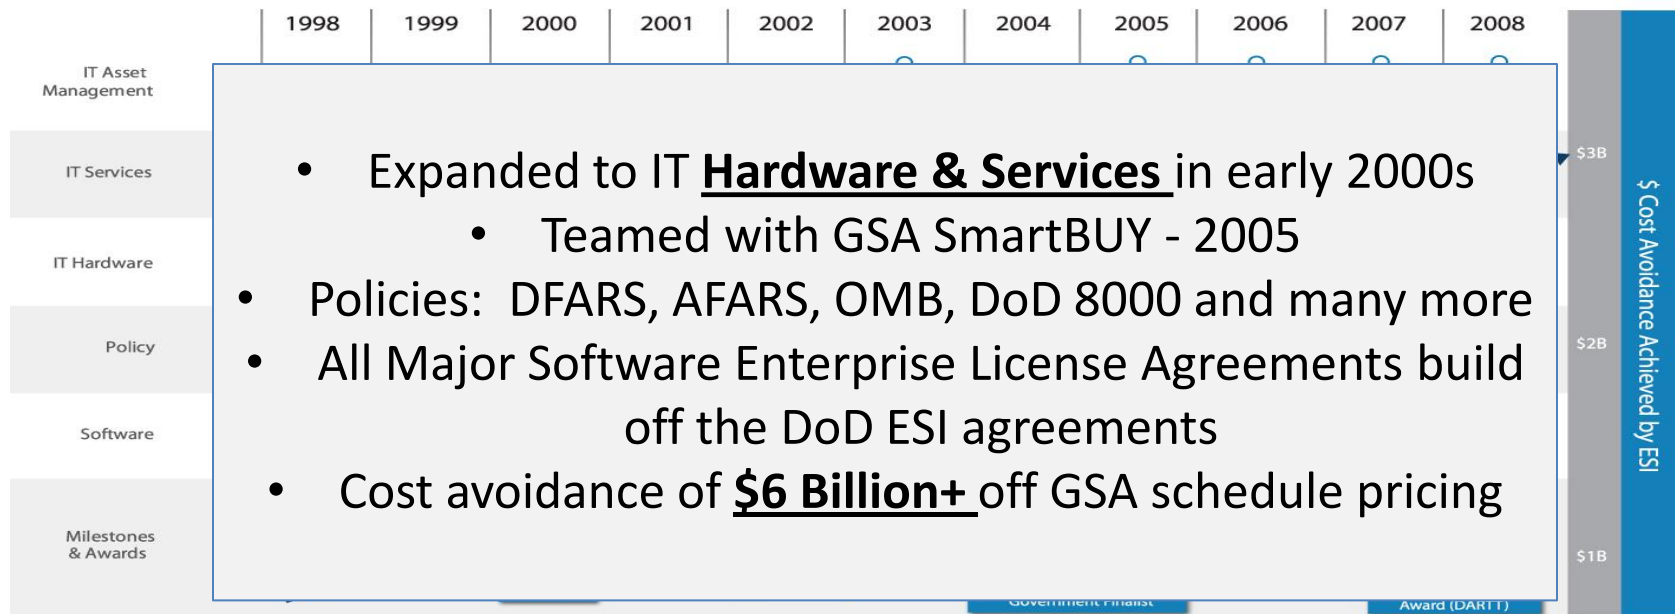 1998 1999 2000 2001 2002 2003 2004 2005 2006 2007 2008
IT Asset
Management
IT Services
IT Hardware
Policy
Software
Milestones
& Awards
• Expanded to IT Hardware & Services in early 2000s
• Teamed with GSA SmartBUY - 2005
• Policies: DFARS, AFARS, OMB, DoD 8000 and many more
• All Major Software Enterprise License Agreements build
off the DoD ESI agreements
• Cost avoidance of $6 Billion+ off GSA schedule pricing
Government Finalist
Award (DARTT)
$3B
$2B
$1B
$ Cost Avoidance Achieved by ESI